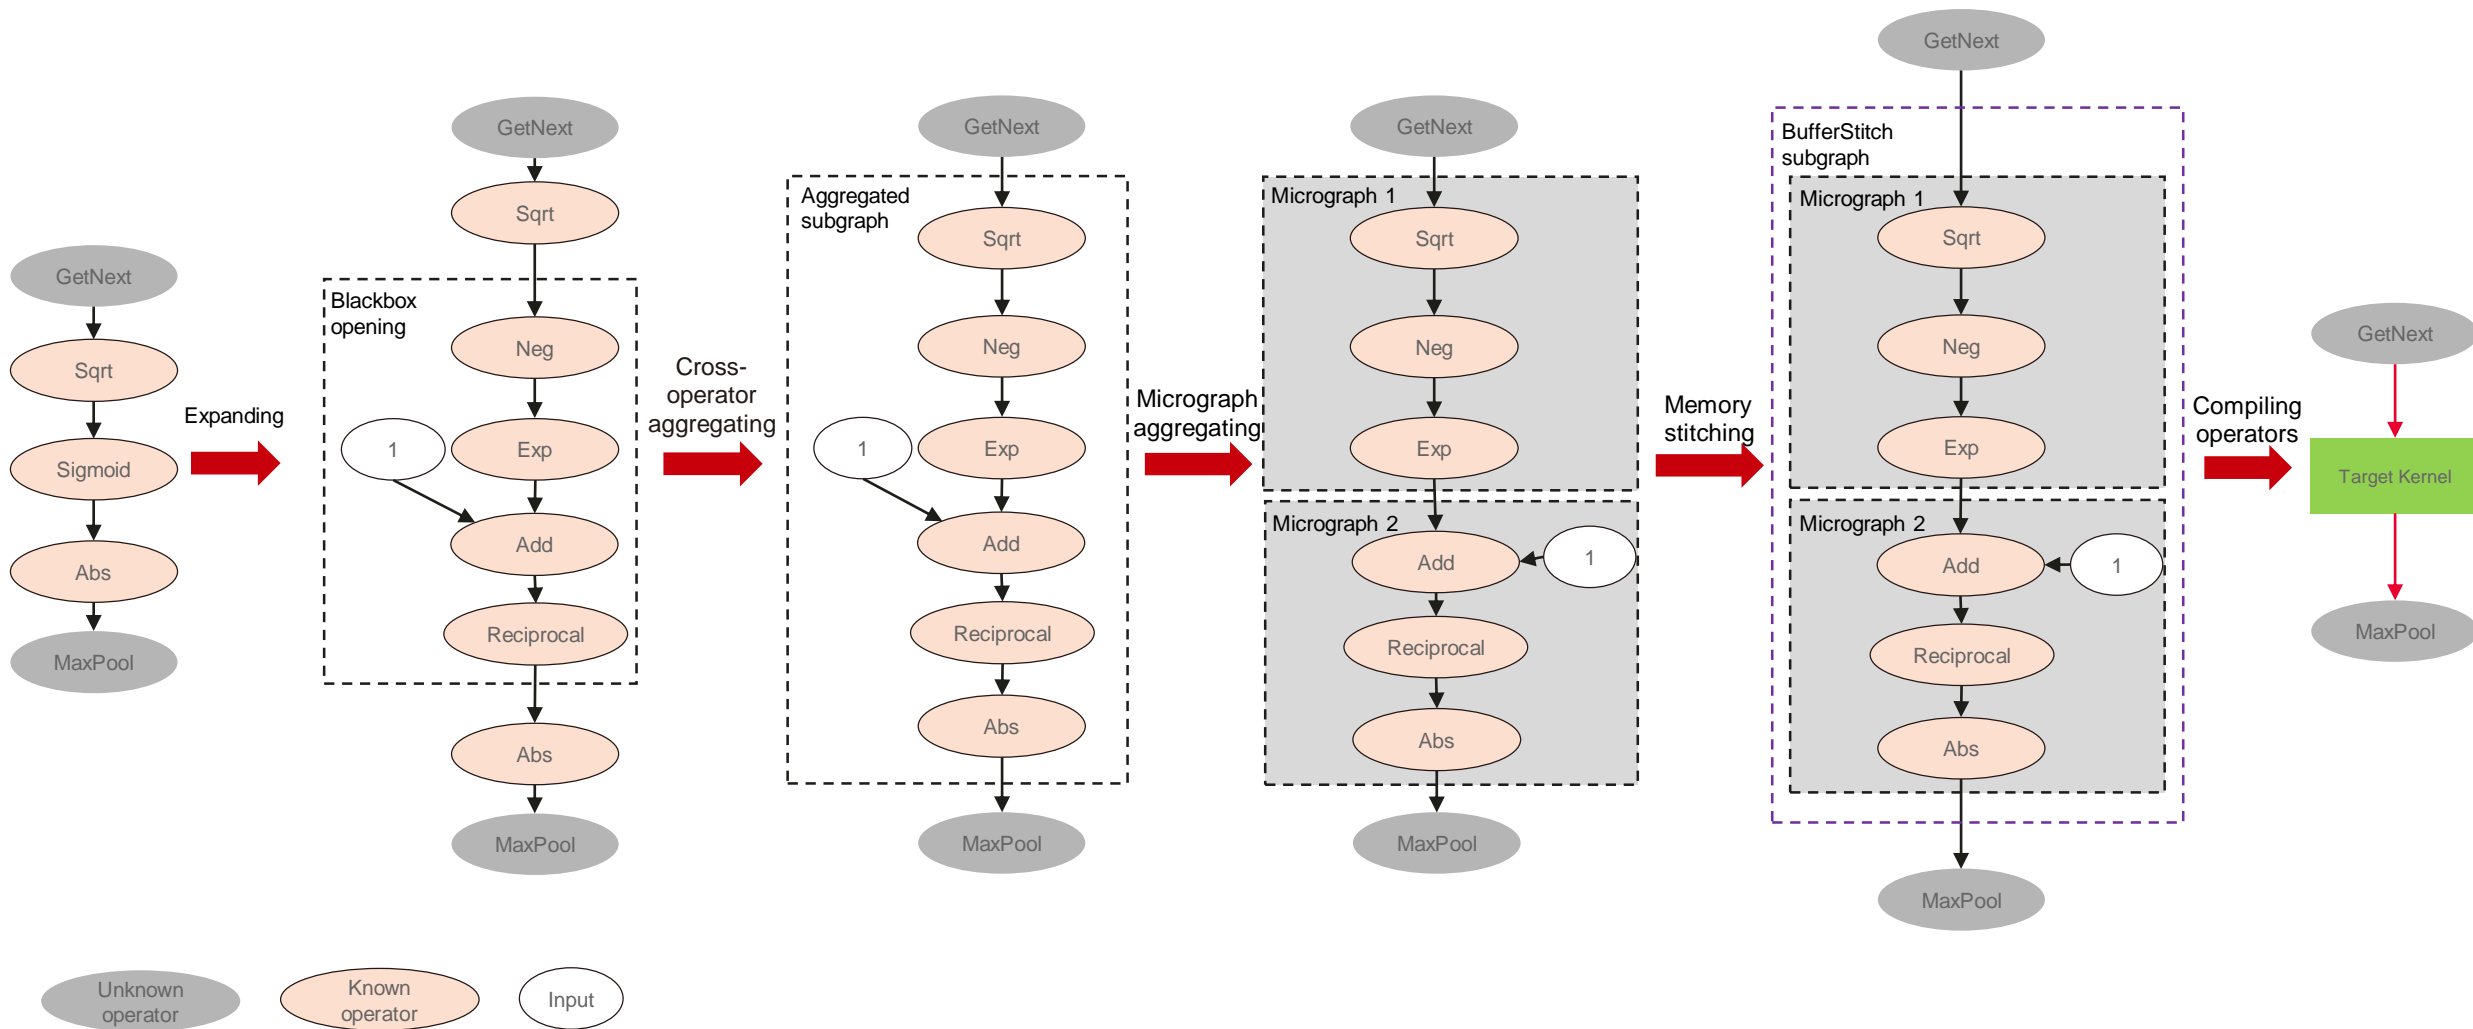 GetNext
Sqrt
Sigmoid
Abs
MaxPool
Expanding
GetNext
Sqrt
Blackbox
opening
Neg
1
Exp
Add
Reciprocal
Abs
MaxPool
Cross-
operator
aggregating
GetNext
Aggregated
subgraph
Sqrt
Neg
1
Exp
Add
Reciprocal
Abs
MaxPool
Micrograph
aggregating
GetNext
Micrograph 1
Sqrt
Neg
Exp
Micrograph 2
Add
1
Reciprocal
Abs
MaxPool
Memory
stitching
GetNext
BufferStitch
subgraph
Micrograph 1
Sqrt
Neg
Exp
Micrograph 2
Add
1
Reciprocal
Abs
MaxPool
Compiling
operators
GetNext
Target Kernel
MaxPool
Unknown
operator
Known
operator
Input